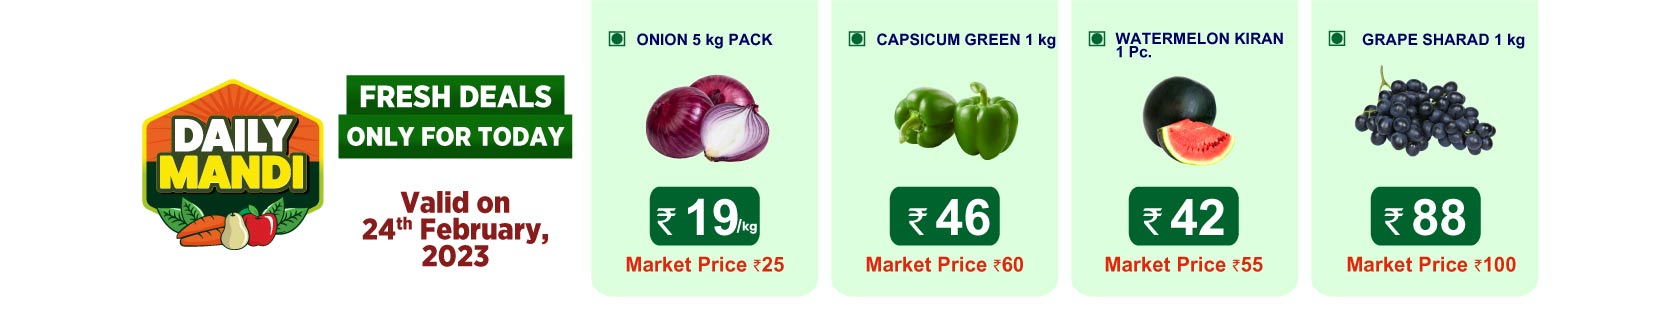 DAILY
MANDI
FRESH DEALS
ONLY FOR TODAY
Valid on
24th February,
2023
ONION 5 kg PACK
₹ 19/kg
Market Price ₹25
CAPSICUM GREEN 1 kg
₹ 46
Market Price ₹60
WATERMELON KIRAN
1 Pc.
₹ 42
Market Price ₹55
GRAPE SHARAD 1 kg
₹ 88
Market Price ₹100